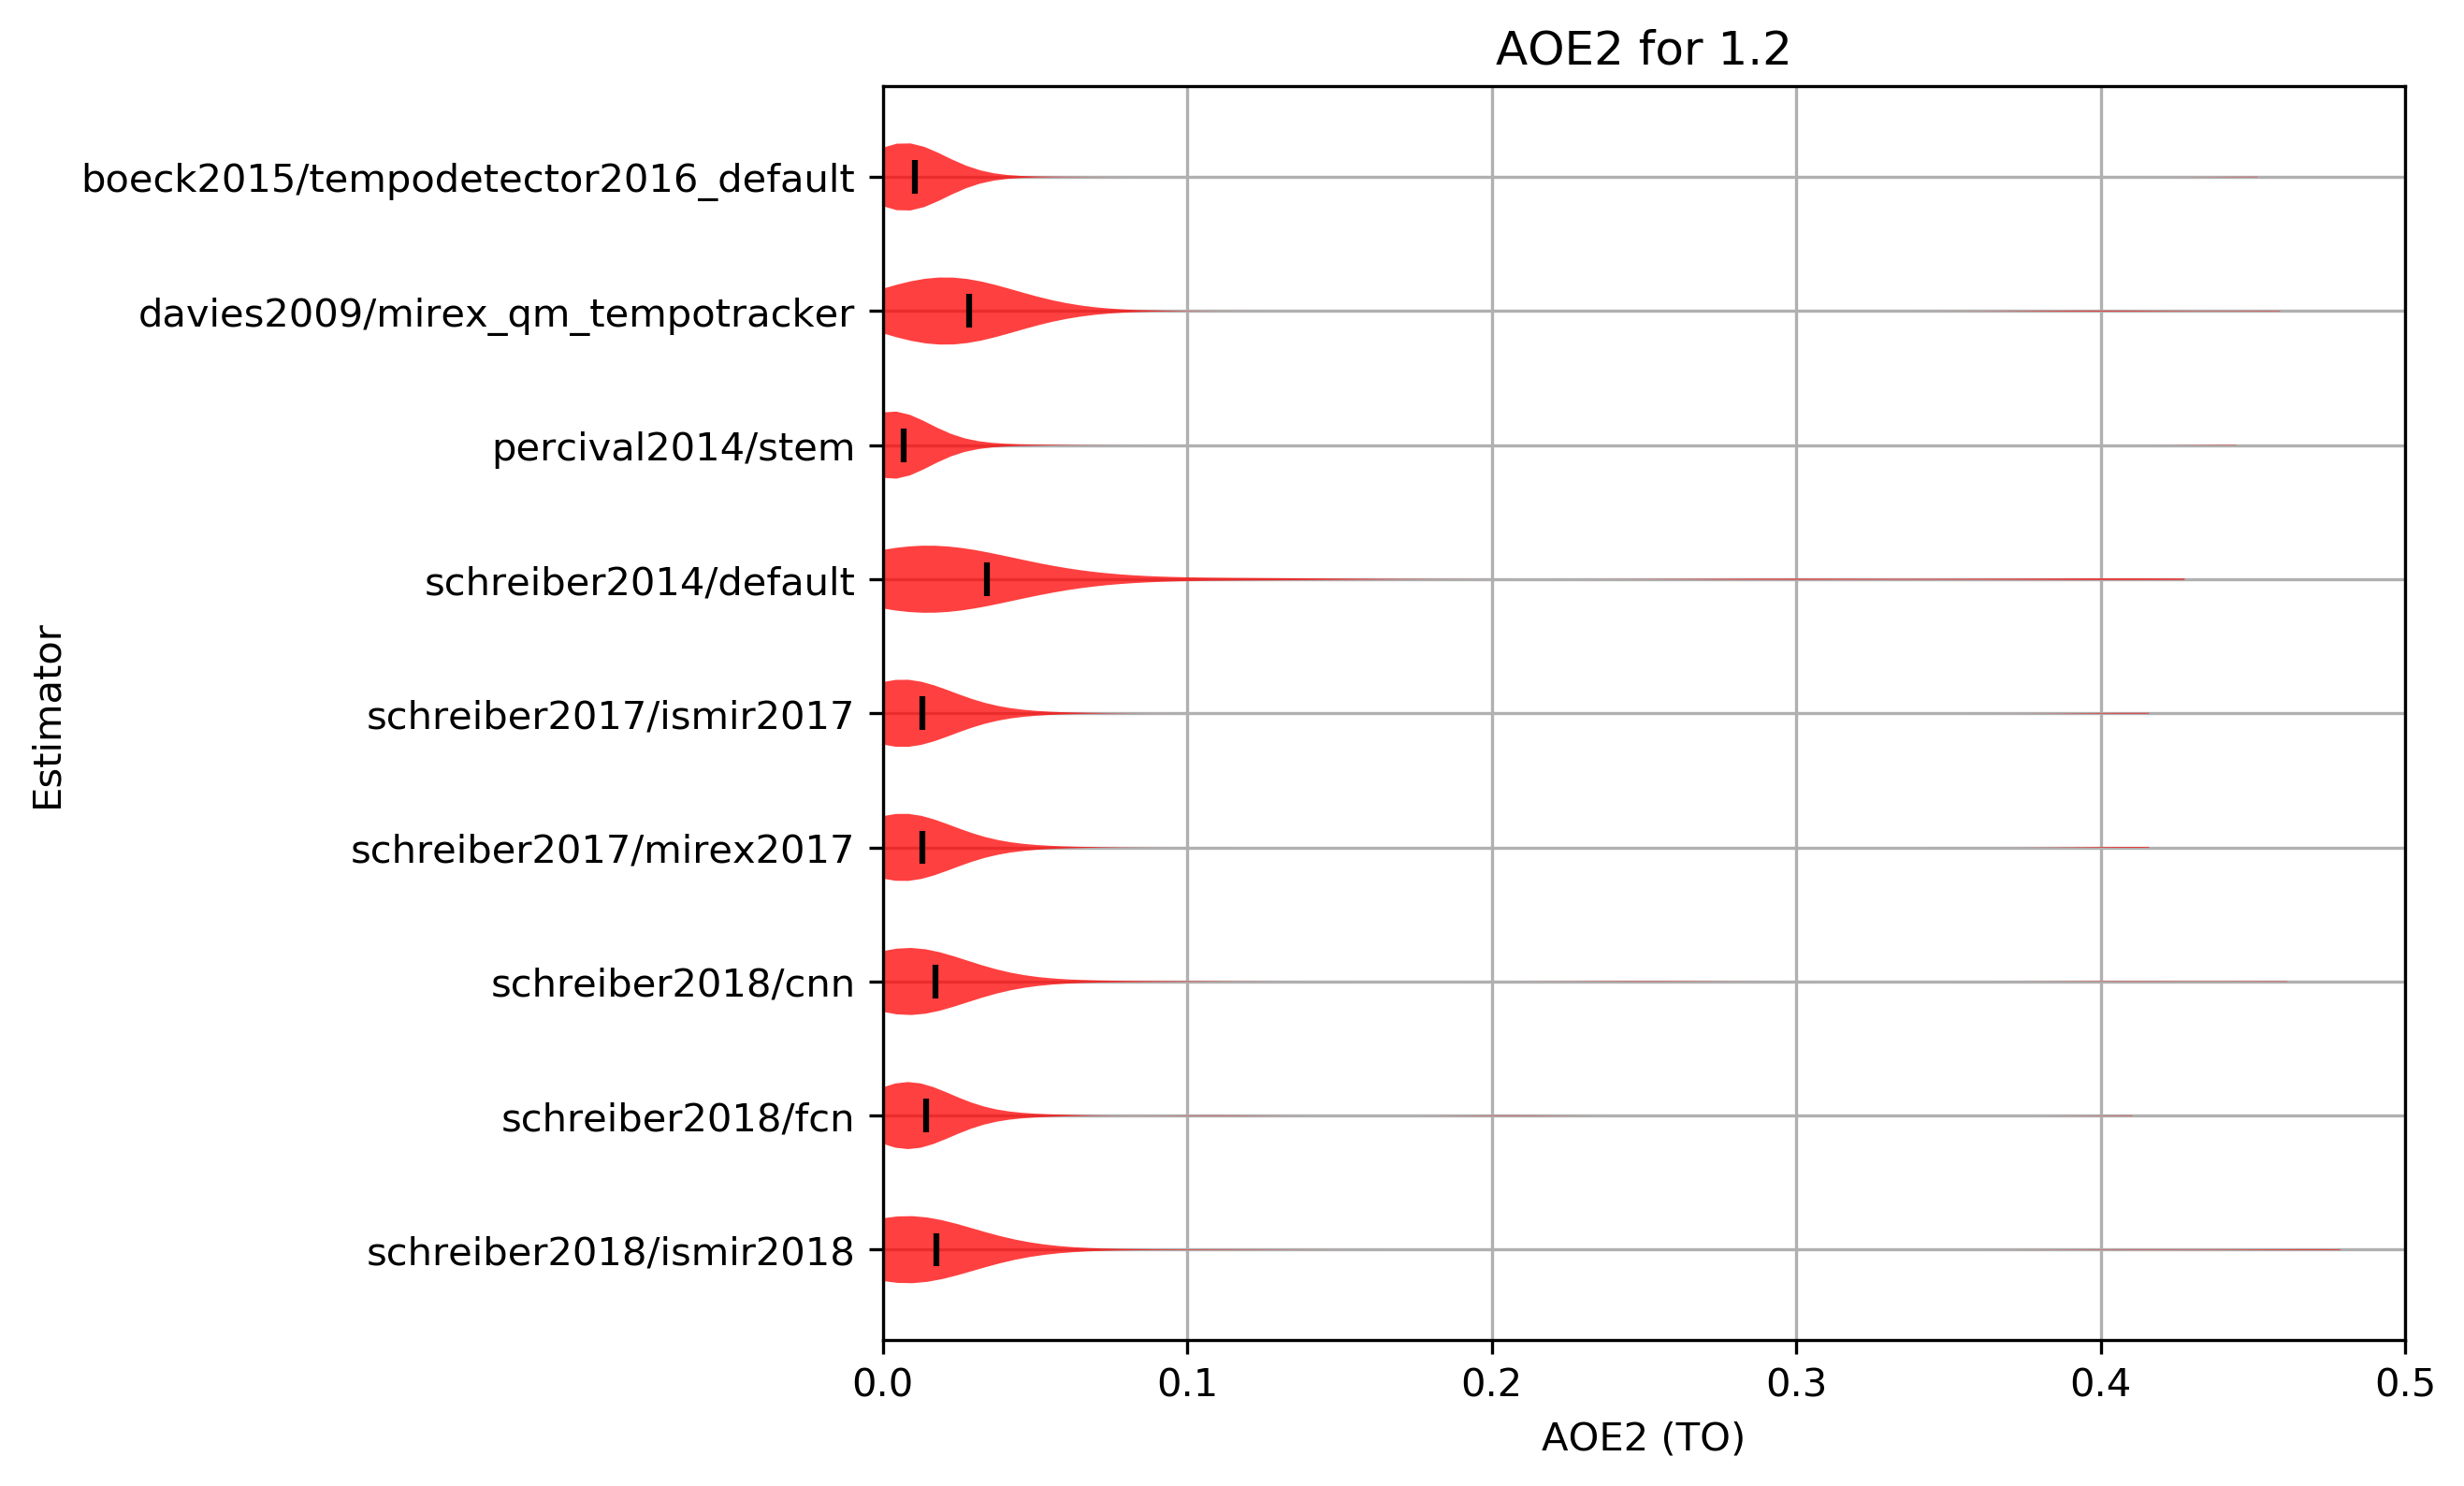 AOE2 for 1.2
boeck2015/tempodetector2016_default
davies2009/mirex_qm_tempotracker
percival2014/stem
schreiber2014/default
schreiber2017/ismir2017
schreiber2017/mirex2017
schreiber2018/cnn
schreiber2018/fcn
schreiber2018/ismir2018
Estimator
0.0 0.1 0.2 0.3 0.4 0.5
AOE2 (TO)